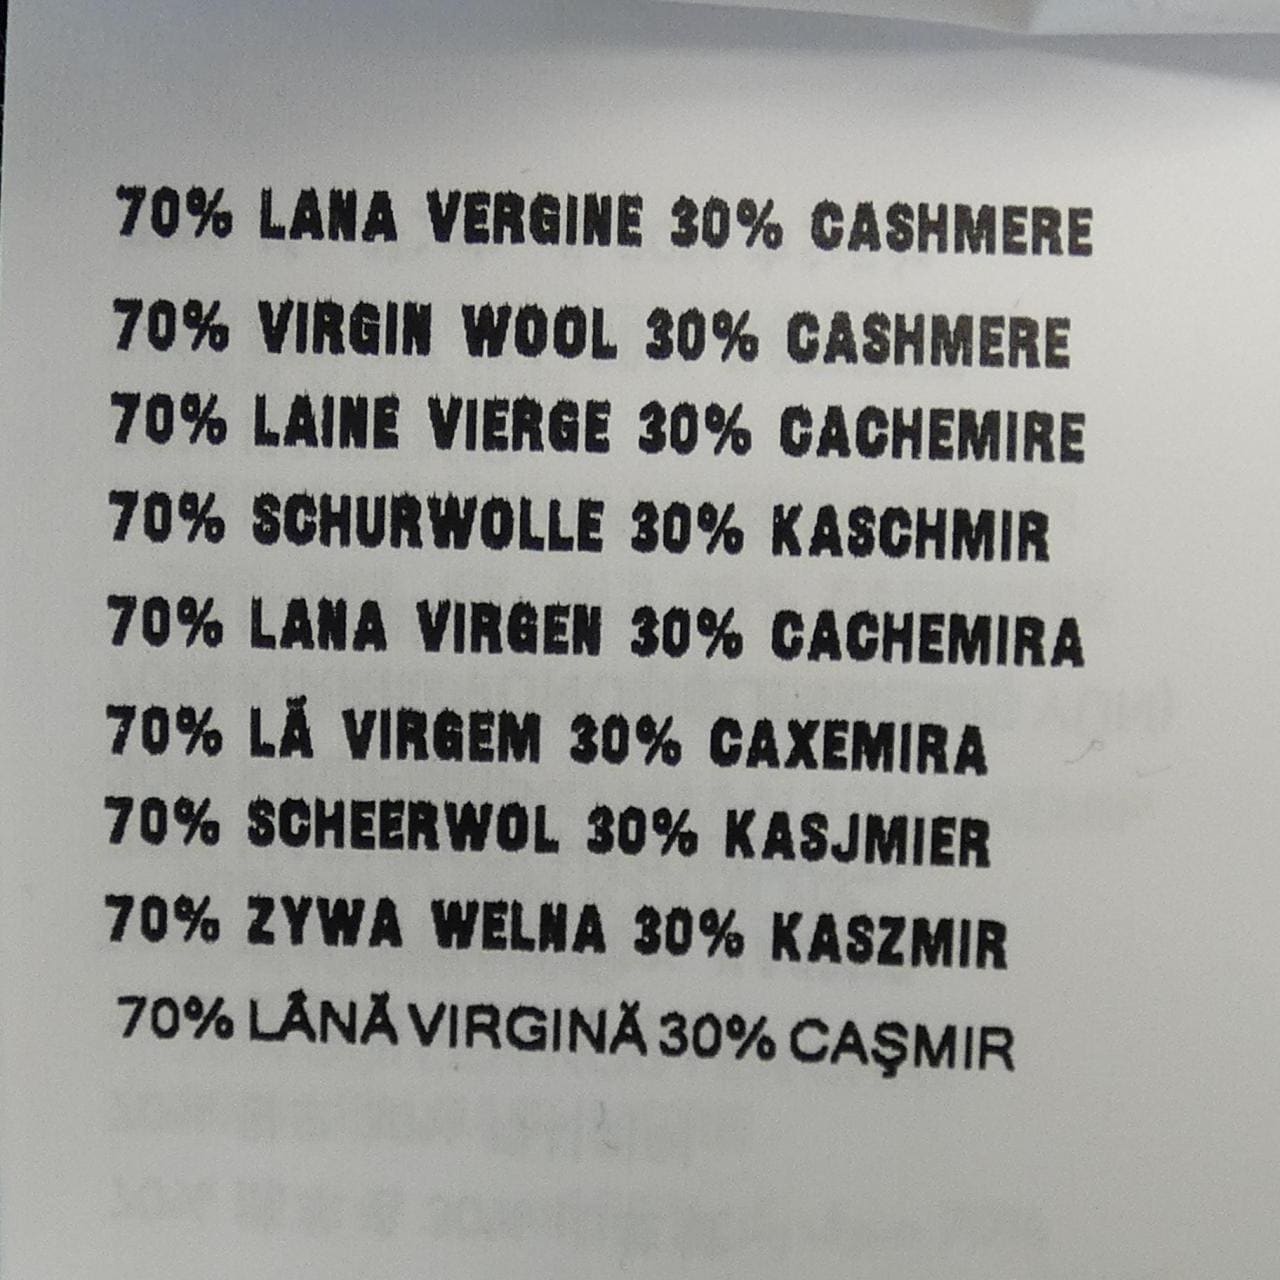 70% LANA VERGINE 30% CASHMERE
70% VIRGIN WOOL 30% CASHMERE
70% LAINE VIERGE 30% CACHEMIRE
70% SCHURWOLLE 30% KASCHMIR
70% LANA VIRGEN 30% CACHEMIRA
70% LÃ VIRGEM 30% CAXEMIRA
70% SCHEERWOL 30% KASJMIER
70% ZYWA WELNA 30% KASZMIR
70% LÂNĂ VIRGINĂ 30% CAŞMIR